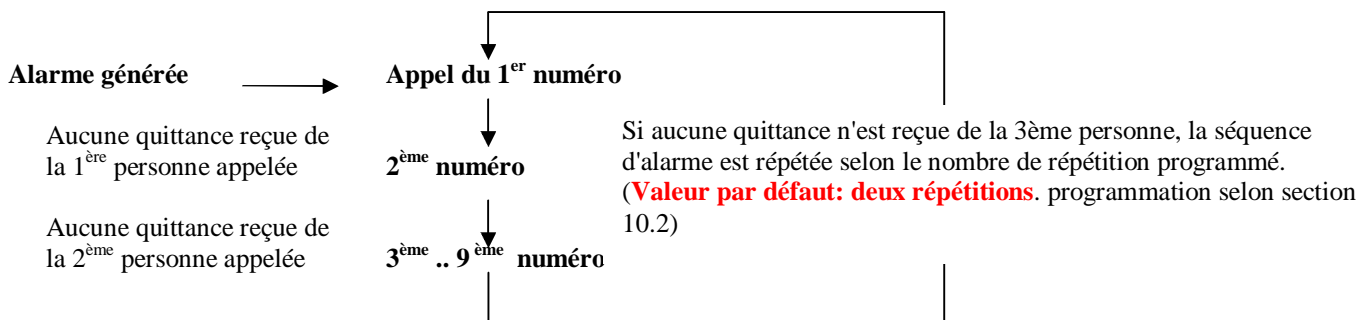 Alarme générée
Appel du 1er numéro
Aucune quittance reçue de
la 1ère personne appelée
2ème numéro
Aucune quittance reçue de
la 2ème personne appelée
3ème .. 9ème numéro
Si aucune quittance n'est reçue de la 3ème personne, la séquence
d'alarme est répétée selon le nombre de répétition programmé.
(Valeur par défaut: deux répétitions. programmation selon section
10.2)